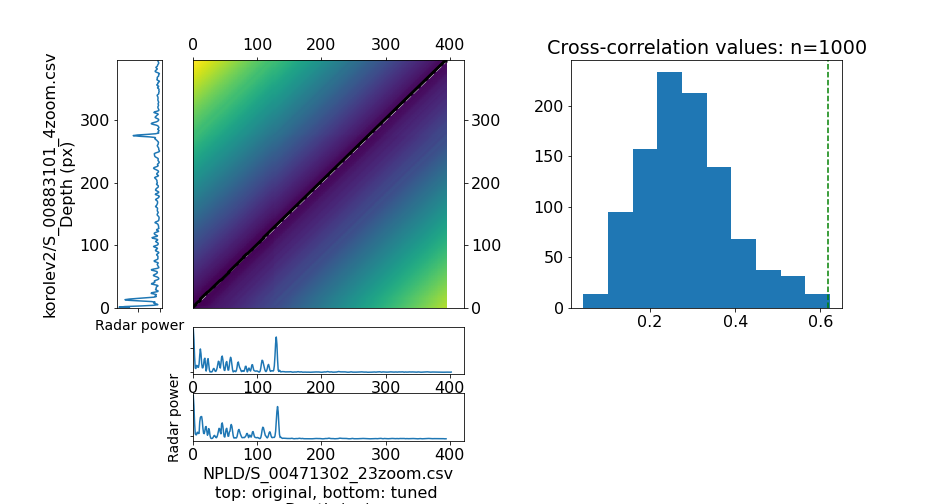 Cross-correlation values: n=1000
0 100 200 300 400
korolev2/S_00883101_4zoom.csv
Depth (px)
300
200
100
0
300
200
100
0
Radar power
200
150
100
50
0
0.2 0.4 0.6
0 100 200 300 400
Radar power
0 100 200 300 400
NPLD/S_00471302_23zoom.csv
top: original, bottom: tuned